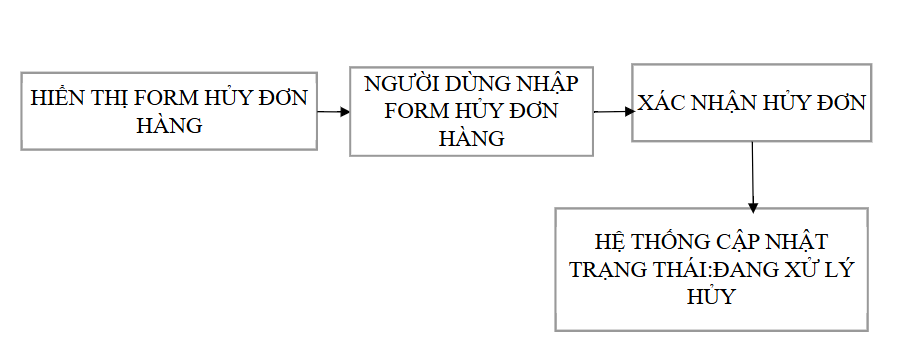 HIỂN THỊ FORM HỦY ĐƠN
HÀNG
NGƯỜI DÙNG NHẬP
FORM HỦY ĐƠN
HÀNG
XÁC NHẬN HỦY ĐƠN
HỆ THỐNG CẬP NHẬT
TRẠNG THÁI:ĐANG XỬ LÝ
HỦY